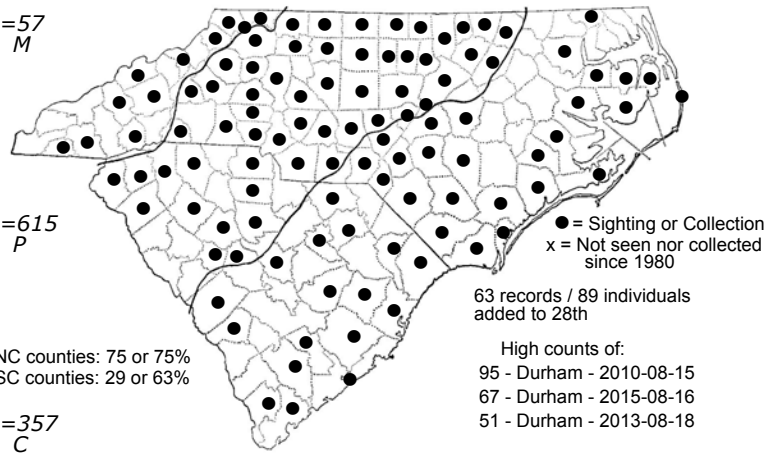 =57
M
=615
P
● = Sighting or Collection
x = Not seen nor collected
since 1980
63 records / 89 individuals
added to 28th
NC counties: 75 or 75%
SC counties: 29 or 63%
High counts of:
95 - Durham - 2010-08-15
67 - Durham - 2015-08-16
51 - Durham - 2013-08-18
=357
C